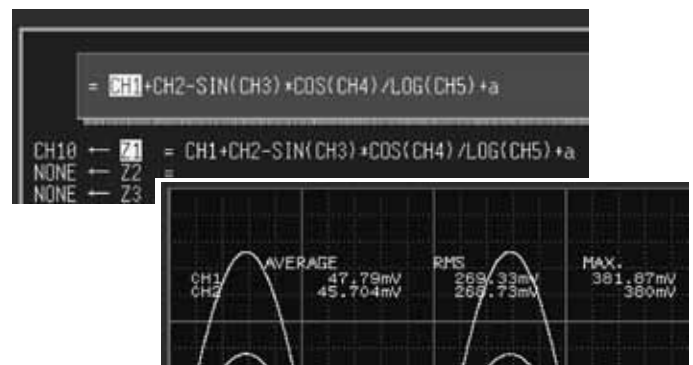 = CH1+CH2-SIN(CH3)*COS(CH4)/LOG(CH5)+a
CH10 ← Z1 = CH1+CH2-SIN(CH3)*COS(CH4)/LOG(CH5)+a
NONE ← Z2 =
NONE ← Z3
AVERAGE RMS MAX.
CH1 47.79mV 269.33mV 381.87mV
CH2 45.704mV 268.73mV 380mV